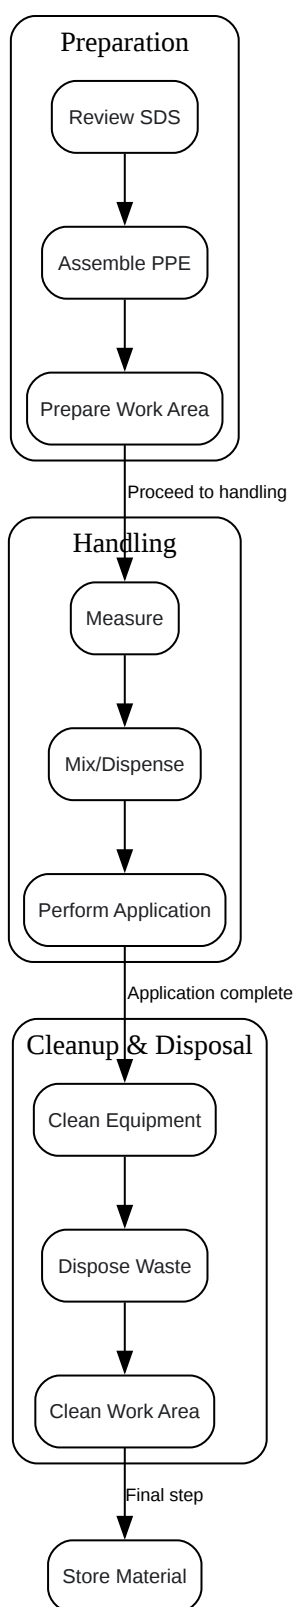 Preparation
Review SDS
Assemble PPE
Prepare Work Area
Proceed to handling
Handling
Measure
Mix/Dispense
Perform Application
Application complete
Cleanup & Disposal
Clean Equipment
Dispose Waste
Clean Work Area
Final step
Store Material